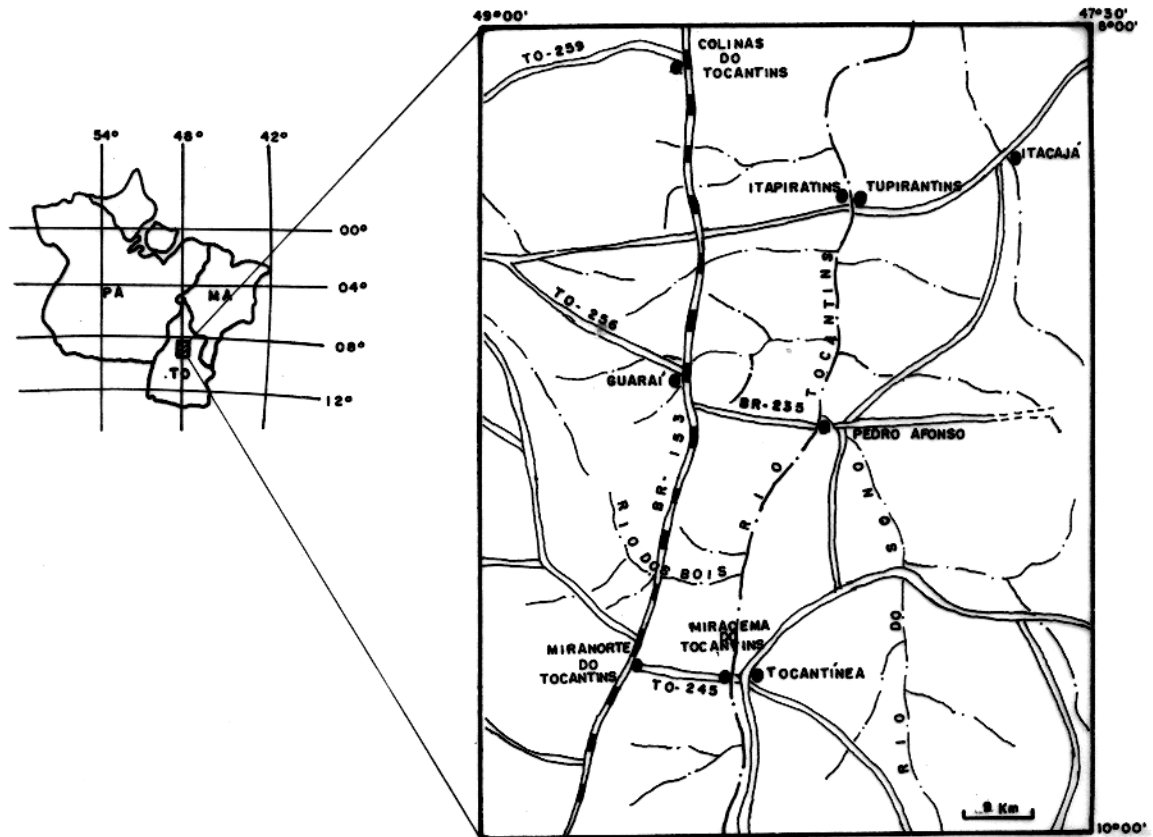 49°00'
47°30'
8°00'
TO-259
COLINAS
DO
TOCANTINS
54°
48°
42°
ITACAJÁ
ITAPIRATINS
TUPIRANTINS
00°
PA
MA
04°
TO-256
08°
.TO
12°
GUARAÍ
BR-235
PEDRO AFONSO
RIO TOCANTINS
BR-153
RIO DOS BOIS
RIO DO SONO
MIRACEMA
DO
TOCANTINS
MIRANORTE
DO
TOCANTINS
TOCANTÍNEA
TO-245
9 Km
10°00'